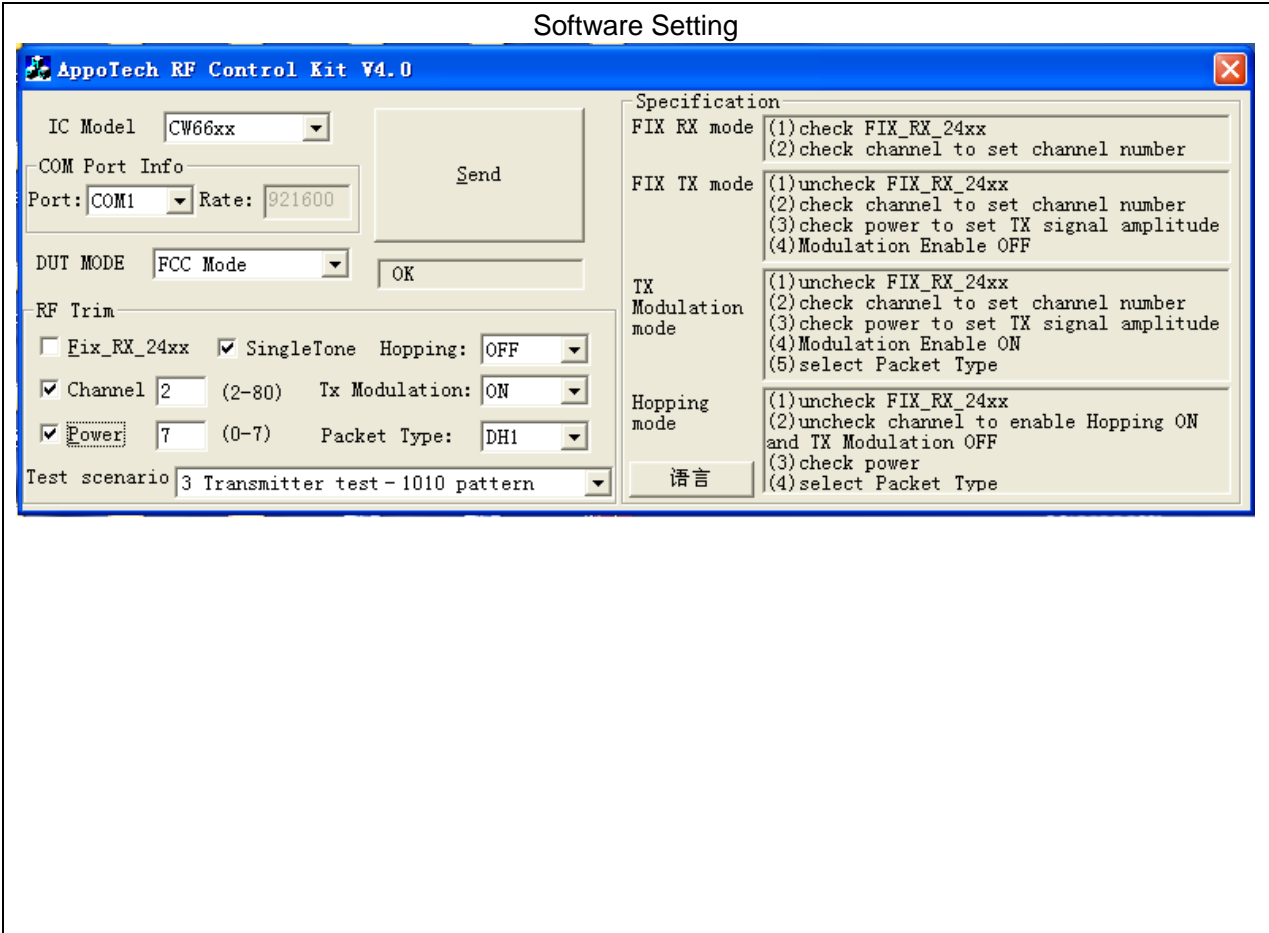 Software Setting
AppoTech RF Control Kit V4.0
IC Model CW66xx
COM Port Info
Port: COM1 Rate: 921600
Send
DUT MODE FCC Mode
OK
RF Trim
Fix_RX_24xx SingleTone Hopping: OFF
Channel 2 (2-80) Tx Modulation: ON
Power 7 (0-7) Packet Type: DH1
Test scenario 3 Transmitter test - 1010 pattern
Specification
FIX RX mode (1)check FIX_RX_24xx
(2)check channel to set channel number
FIX TX mode (1)uncheck FIX_RX_24xx
(2)check channel to set channel number
(3)check power to set TX signal amplitude
(4)Modulation Enable OFF
TX
Modulation
mode
(1)uncheck FIX_RX_24xx
(2)check channel to set channel number
(3)check power to set TX signal amplitude
(4)Modulation Enable ON
(5)select Packet Type
Hopping
mode
(1)uncheck FIX_RX_24xx
(2)uncheck channel to enable Hopping ON
and TX Modulation OFF
(3)check power
(4)select Packet Type
语言